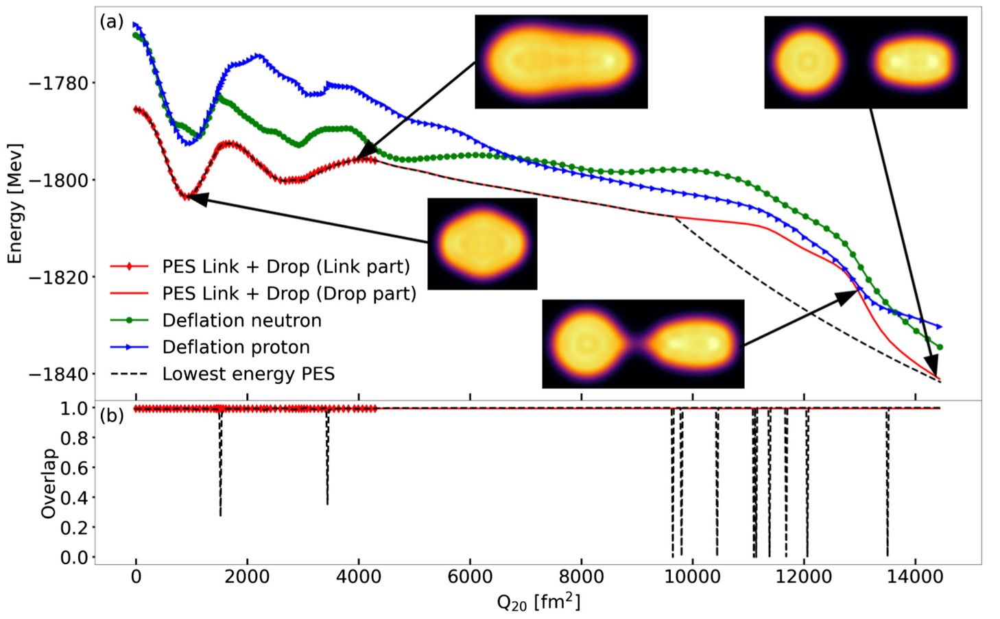 (a)
Energy [Mev]
−1780
−1800
−1820
−1840
PES Link + Drop (Link part)
PES Link + Drop (Drop part)
Deflation neutron
Deflation proton
Lowest energy PES
(b)
Overlap
1.0
0.8
0.6
0.4
0.2
0.0
0 2000 4000 6000 8000 10000 12000 14000
Q₂₀ [fm²]